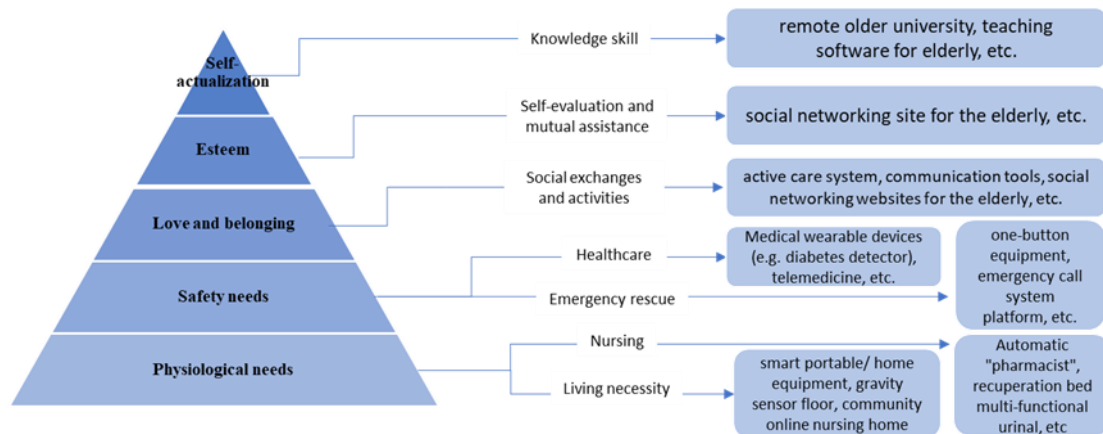 Self-
actualization
Knowledge skill
remote older university, teaching
software for elderly, etc.
Esteem
Self-evaluation and
mutual assistance
social networking site for the elderly, etc.
Love and belonging
Social exchanges
and activities
active care system, communication tools, social
networking websites for the elderly, etc.
Safety needs
Healthcare
Medical wearable devices
(e.g. diabetes detector),
telemedicine, etc.
Emergency rescue
one-button
equipment,
emergency call
system
platform, etc.
Physiological needs
Nursing
Automatic
"pharmacist",
recuperation bed
multi-functional
urinal, etc
Living necessity
smart portable/ home
equipment, gravity
sensor floor, community
online nursing home